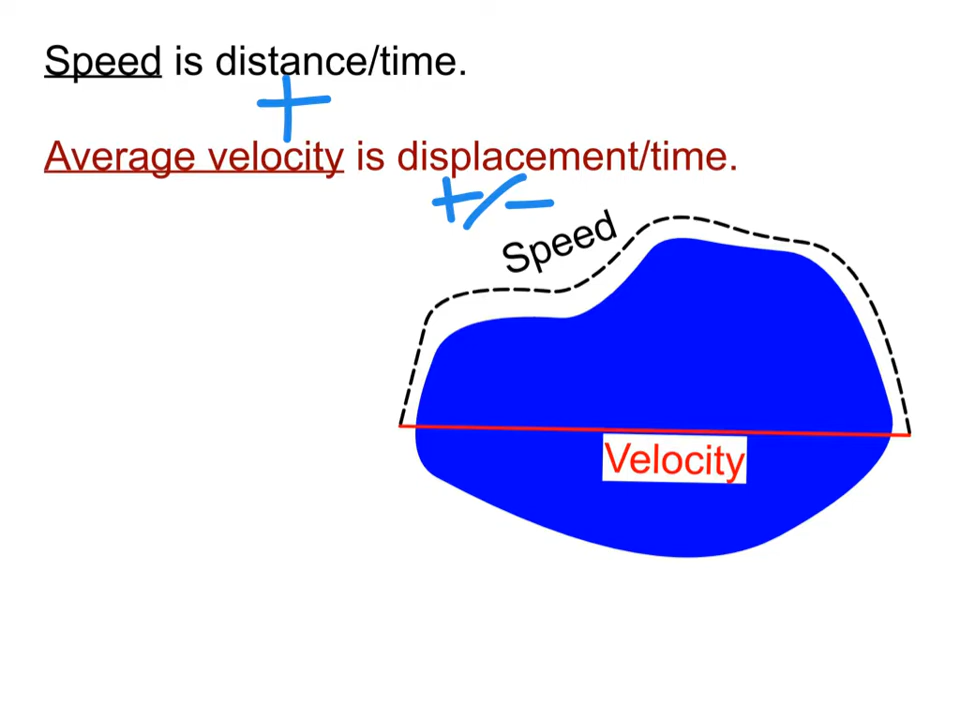 Speed is distance/time.
+
Average velocity is displacement/time.
+/−
Speed
Velocity